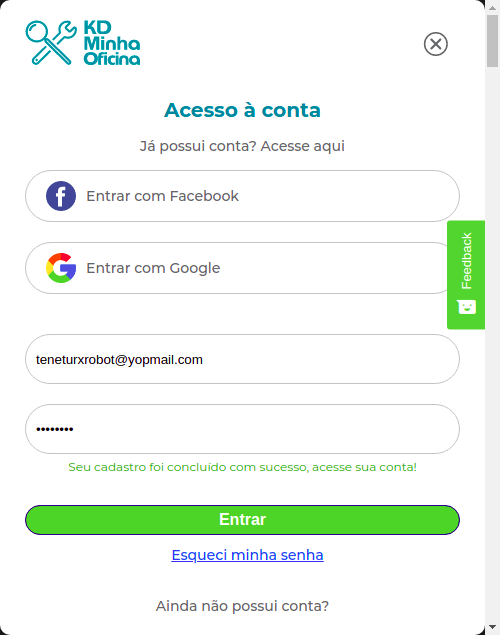 KD
Minha
Oficina
Acesso à conta
Já possui conta? Acesse aqui
Entrar com Facebook
Entrar com Google
Feedback
teneturxrobot@yopmail.com
••••••••
Seu cadastro foi concluído com sucesso, acesse sua conta!
Entrar
Esqueci minha senha
Ainda não possui conta?